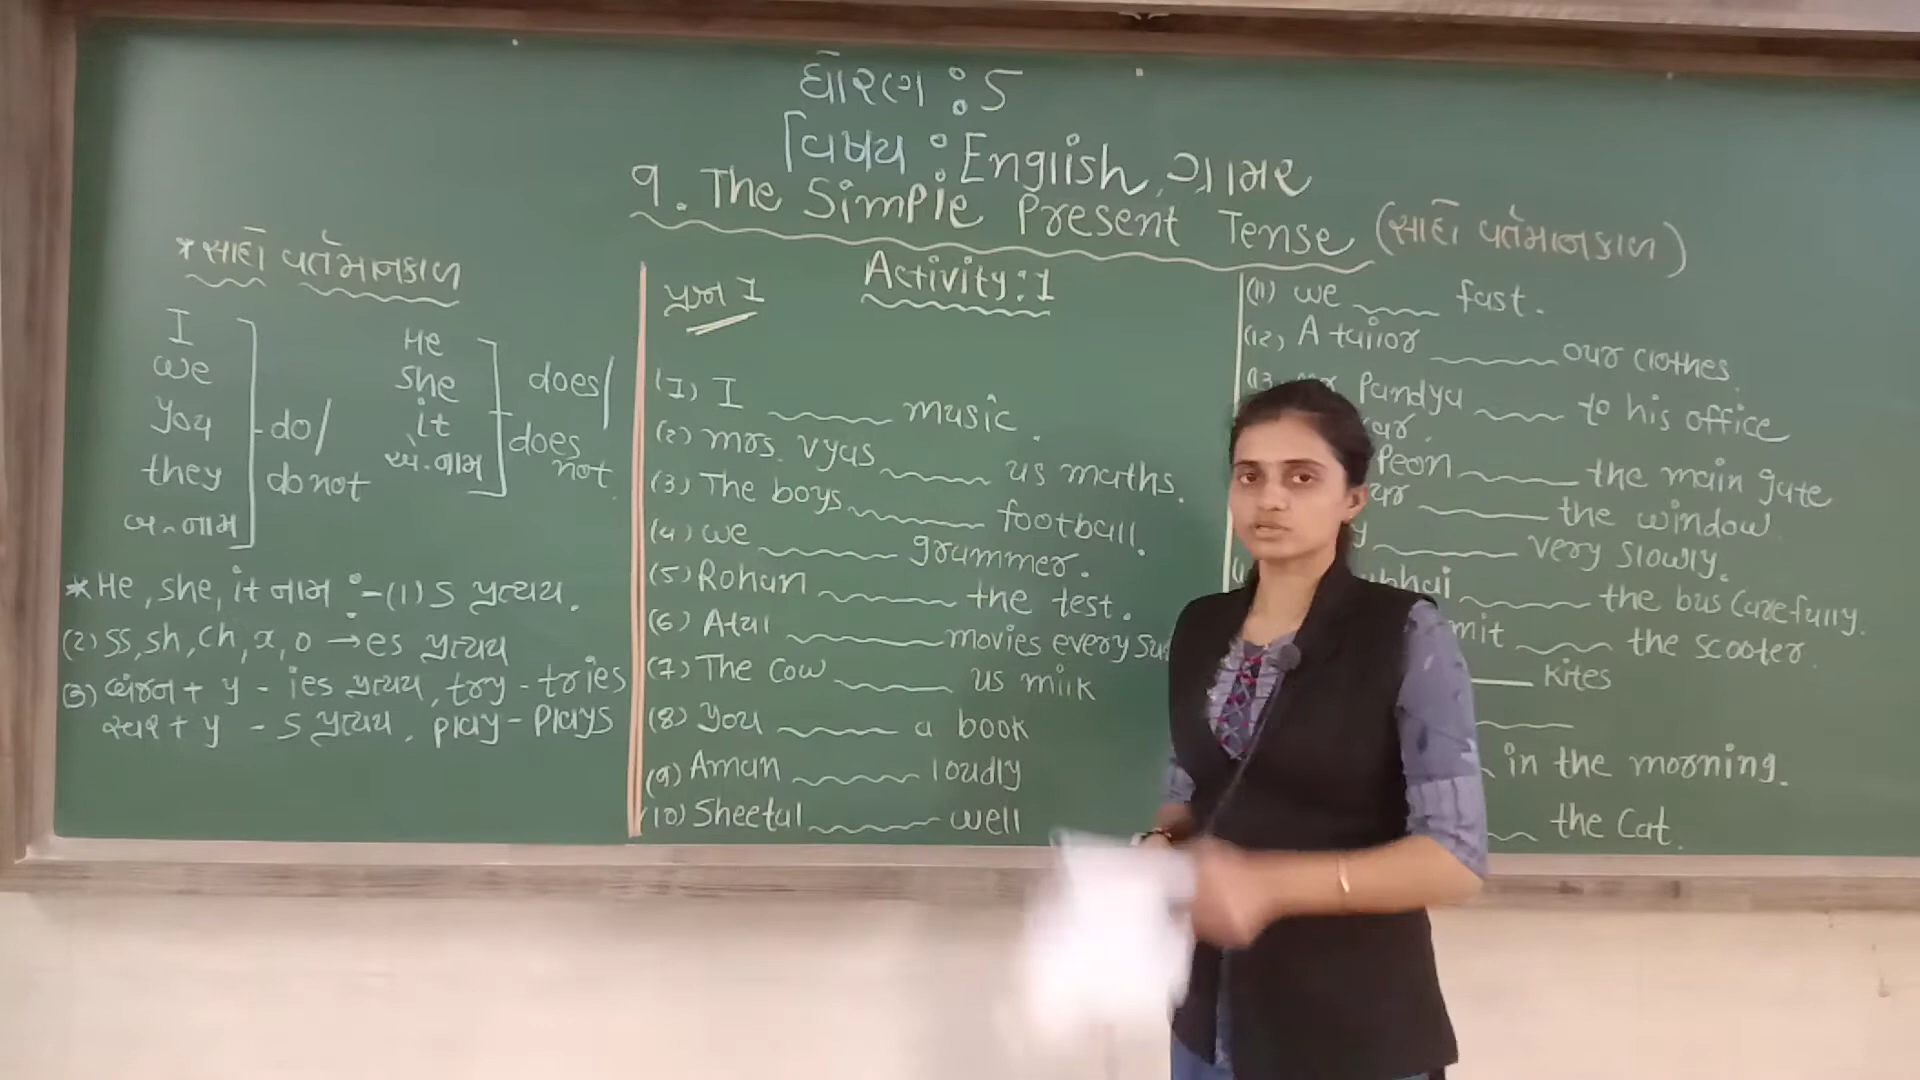 ધોરણ : 5
વિષય : English, ગ્રામર
9. The Simple Present Tense (સાદો વર્તમાનકાળ)
* સાદો વર્તમાનકાળ
I
we
you
they
બ.નામ
do/
do not
He
she
it
એ.નામ
does/
does not.
* He, she, it નામ :- (1) s પ્રત્યય.
(2) ss, sh, ch, x, o → es પ્રત્યય
(3) વ્યંજન + y - ies પ્રત્યય, try - tries
સ્વર + y - s પ્રત્યય, play - Plays
પ્રશ્ન 1
Activity : 1
(1) I ____ music.
(2) mrs. vyas ____ us maths.
(3) The boys ____ football.
(4) we ____ grammer.
(5) Rohan ____ the test.
(6) Atul ____ movies every
(7) The cow ____ us milk
(8) you ____ a book
(9) Aman ____ loudly
(10) Sheetal ____ well
(11) we ____ fast.
(12) A tailor ____ our clothes.
(13) Pandya ____ to his office
Peon ____ the main gate
____ the window
____ very slowly.
____ the bus carefully.
____ the scooter.
____ kites
____
in the morning.
____ the cat.